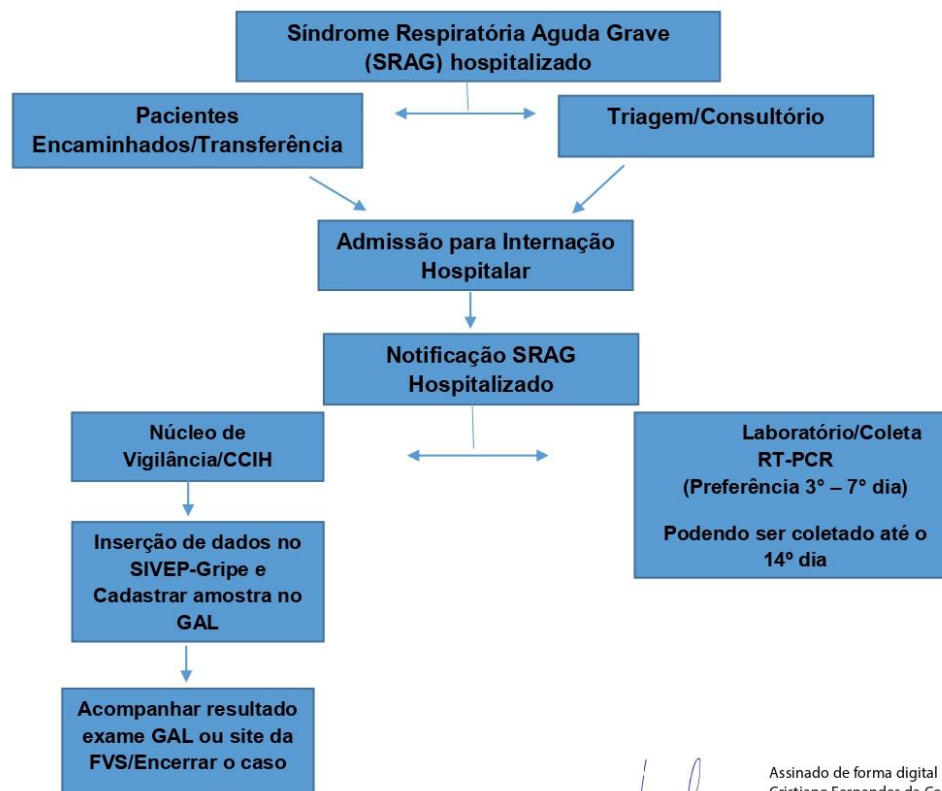 Síndrome Respiratória Aguda Grave
(SRAG) hospitalizado
Pacientes
Encaminhados/Transferência
Triagem/Consultório
Admissão para Internação
Hospitalar
Notificação SRAG
Hospitalizado
Núcleo de
Vigilância/CCIH
Laboratório/Coleta
RT-PCR
(Preferência 3° – 7° dia)
Podendo ser coletado até o
14º dia
Inserção de dados no
SIVEP-Gripe e
Cadastrar amostra no
GAL
Acompanhar resultado
exame GAL ou site da
FVS/Encerrar o caso
Assinado de forma digital